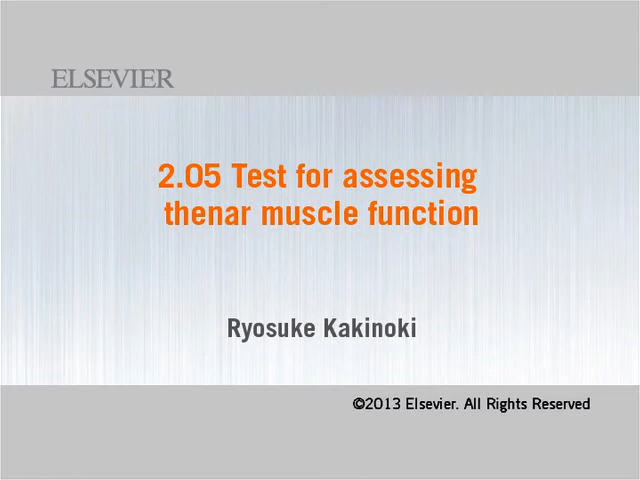 ELSEVIER
2.05 Test for assessing
thenar muscle function
Ryosuke Kakinoki
©2013 Elsevier. All Rights Reserved